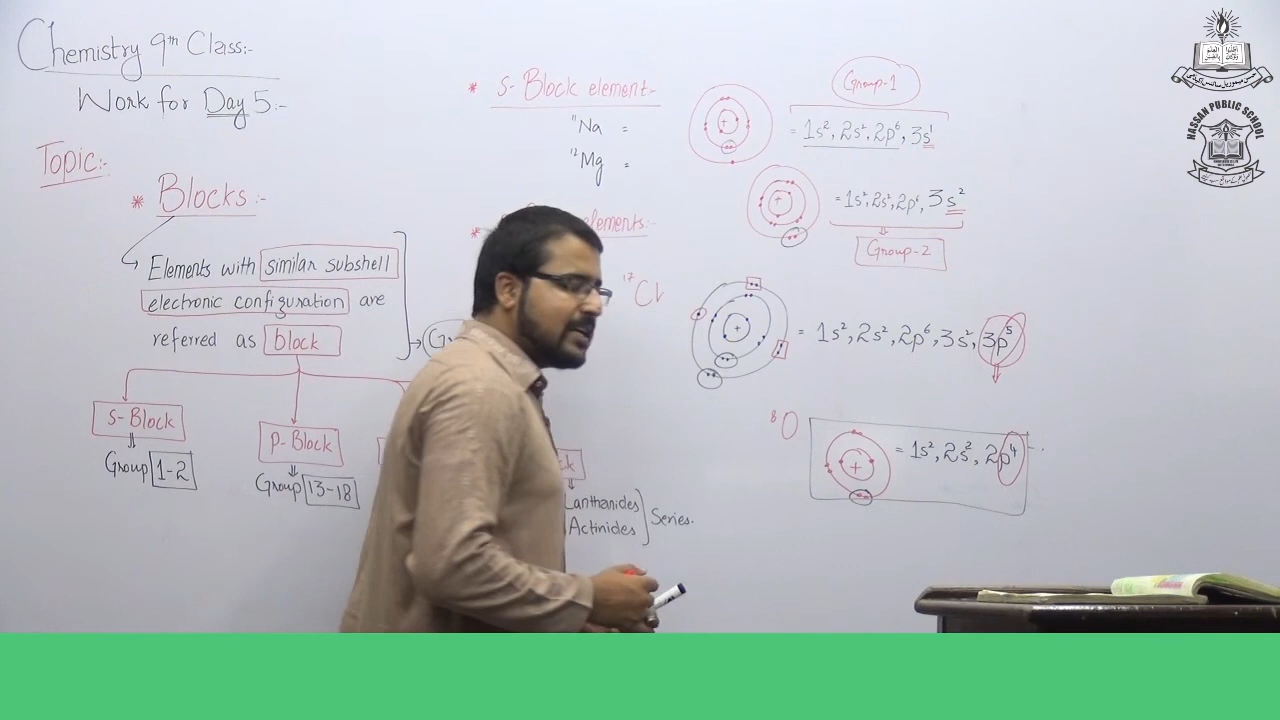 Chemistry 9th Class:-
Work for Day 5:-
Topic:-
* Blocks:-
Elements with similar subshell
electronic configuration are
referred as block
s-Block
Group 1-2
P-Block
Group 13-18
Lanthanides
Actinides
Series.
* s-Block element:-
Group-1
¹¹Na =
= 1s², 2s², 2p⁶, 3s¹
¹²Mg =
= 1s², 2s², 2p⁶, 3s²
Group-2
* elements:-
¹⁷Cl
= 1s², 2s², 2p⁶, 3s², 3p⁵
⁸O
= 1s², 2s², 2p⁴
HASSAN PUBLIC SCHOOL